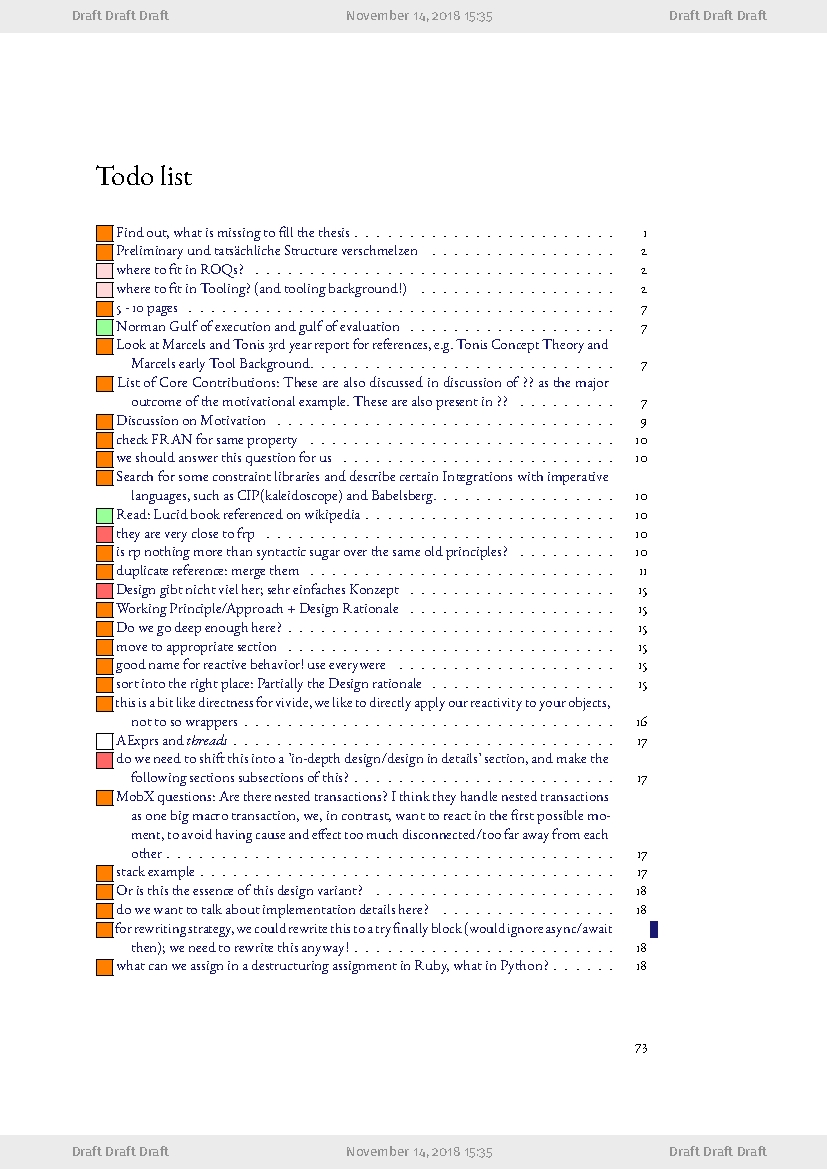 Draft Draft Draft November 14, 2018 15:35 Draft Draft Draft
Todo list
Find out, what is missing to fill the thesis . . . . . . . . . . . . . . . . . . . . . . . . 1
Preliminary und tatsächliche Structure verschmelzen . . . . . . . . . . . . . . . . . 2
where to fit in ROQs? . . . . . . . . . . . . . . . . . . . . . . . . . . . . . . . . . 2
where to fit in Tooling? (and tooling background!) . . . . . . . . . . . . . . . . . . 2
5 - 10 pages . . . . . . . . . . . . . . . . . . . . . . . . . . . . . . . . . . . . . . . 7
Norman Gulf of execution and gulf of evaluation . . . . . . . . . . . . . . . . . . . 7
Look at Marcels and Tonis 3rd year report for references, e.g. Tonis Concept Theory and
Marcels early Tool Background. . . . . . . . . . . . . . . . . . . . . . . . . . . . 7
List of Core Contributions: These are also discussed in discussion of ?? as the major
outcome of the motivational example. These are also present in ?? . . . . . . . . . 7
Discussion on Motivation . . . . . . . . . . . . . . . . . . . . . . . . . . . . . . . 9
check FRAN for same property . . . . . . . . . . . . . . . . . . . . . . . . . . . . 10
we should answer this question for us . . . . . . . . . . . . . . . . . . . . . . . . . 10
Search for some constraint libraries and describe certain Integrations with imperative
languages, such as CIP(kaleidoscope) and Babelsberg. . . . . . . . . . . . . . . . . 10
Read: Lucid book referenced on wikipedia . . . . . . . . . . . . . . . . . . . . . . . 10
they are very close to frp . . . . . . . . . . . . . . . . . . . . . . . . . . . . . . . . 10
is rp nothing more than syntactic sugar over the same old principles? . . . . . . . . . 10
duplicate reference: merge them . . . . . . . . . . . . . . . . . . . . . . . . . . . . 11
Design gibt nicht viel her; sehr einfaches Konzept . . . . . . . . . . . . . . . . . . . 15
Working Principle/Approach + Design Rationale . . . . . . . . . . . . . . . . . . . 15
Do we go deep enough here? . . . . . . . . . . . . . . . . . . . . . . . . . . . . . . 15
move to appropriate section . . . . . . . . . . . . . . . . . . . . . . . . . . . . . . 15
good name for reactive behavior! use everywere . . . . . . . . . . . . . . . . . . . . 15
sort into the right place: Partially the Design rationale . . . . . . . . . . . . . . . . . 15
this is a bit like directness for vivide, we like to directly apply our reactivity to your objects,
not to so wrappers . . . . . . . . . . . . . . . . . . . . . . . . . . . . . . . . . . 16
AExprs and threads . . . . . . . . . . . . . . . . . . . . . . . . . . . . . . . . . . . 17
do we need to shift this into a 'in-depth design/design in details' section, and make the
following sections subsections of this? . . . . . . . . . . . . . . . . . . . . . . . . 17
MobX questions: Are there nested transactions? I think they handle nested transactions
as one big macro transaction, we, in contrast, want to react in the first possible mo-
ment, to avoid having cause and effect too much disconnected/too far away from each
other . . . . . . . . . . . . . . . . . . . . . . . . . . . . . . . . . . . . . . . . . 17
stack example . . . . . . . . . . . . . . . . . . . . . . . . . . . . . . . . . . . . . . 17
Or is this the essence of this design variant? . . . . . . . . . . . . . . . . . . . . . . 18
do we want to talk about implementation details here? . . . . . . . . . . . . . . . . 18
for rewriting strategy, we could rewrite this to a try finally block (would ignore async/await
then); we need to rewrite this anyway! . . . . . . . . . . . . . . . . . . . . . . . . 18
what can we assign in a destructuring assignment in Ruby, what in Python? . . . . . . 18
73
Draft Draft Draft November 14, 2018 15:35 Draft Draft Draft